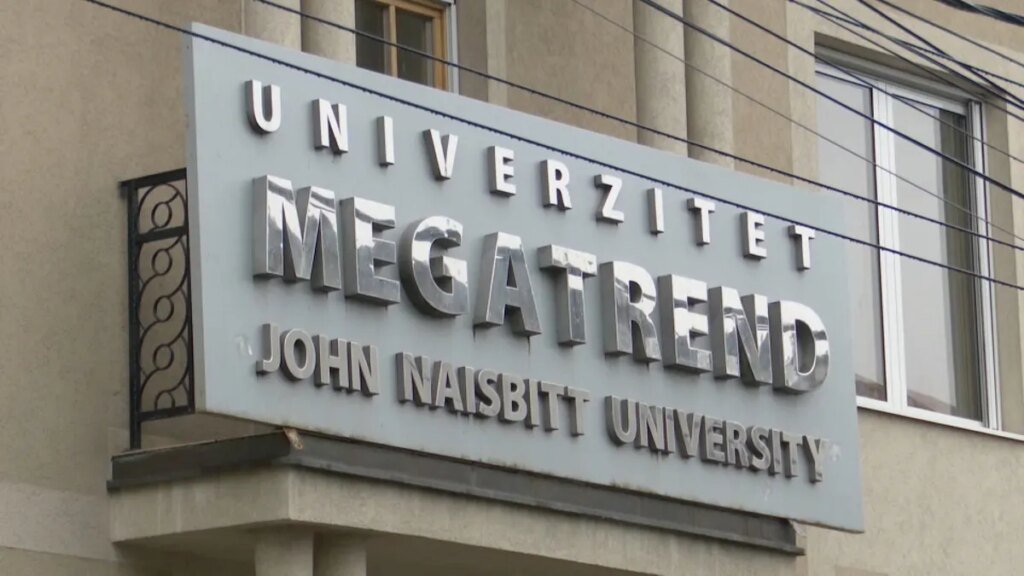 UNIVERZITET
MEGATREND
JOHN NAISBITT UNIVERSITY